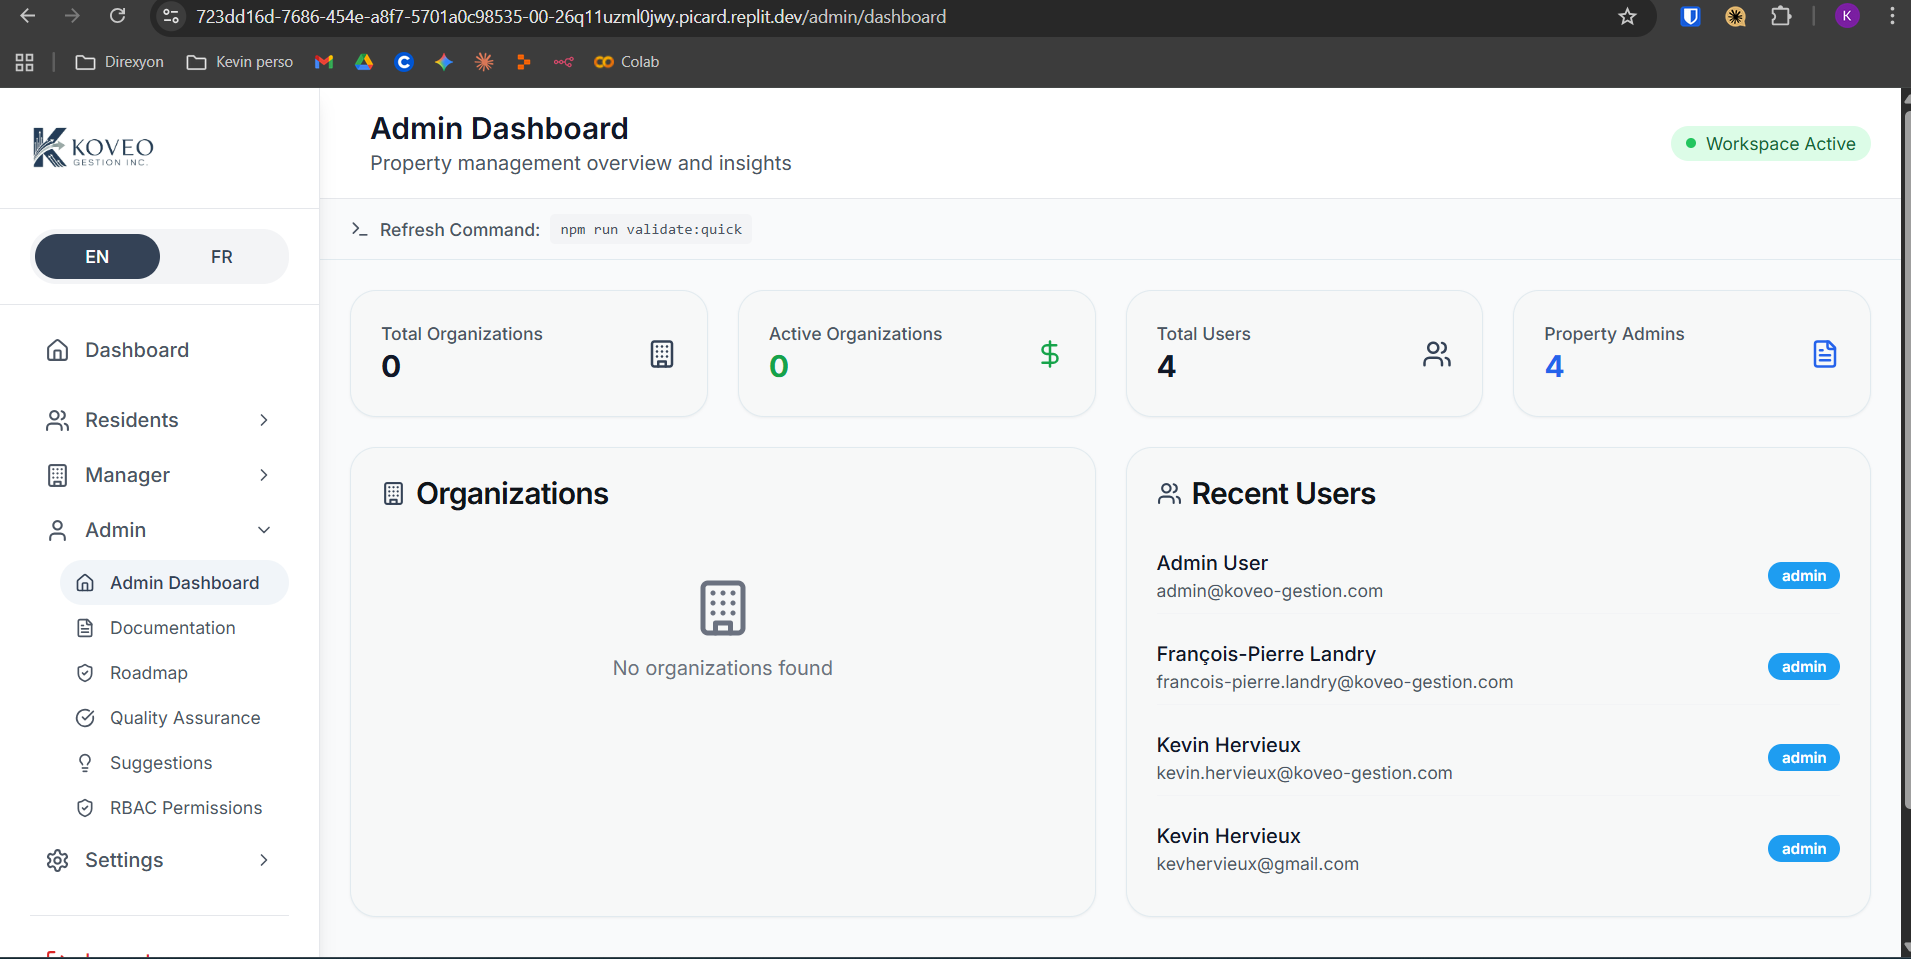 723dd16d-7686-454e-a8f7-5701a0c98535-00-26q11uzml0jwy.picard.replit.dev/admin/dashboard
K
Direxyon
Kevin perso
Colab
KOVEO
GESTION INC.
EN
FR
Dashboard
Residents
Manager
Admin
Admin Dashboard
Documentation
Roadmap
Quality Assurance
Suggestions
RBAC Permissions
Settings
Admin Dashboard
Property management overview and insights
Workspace Active
Refresh Command: npm run validate:quick
Total Organizations
0
Active Organizations
0
Total Users
4
Property Admins
4
Organizations
No organizations found
Recent Users
Admin User
admin@koveo-gestion.com
admin
François-Pierre Landry
francois-pierre.landry@koveo-gestion.com
admin
Kevin Hervieux
kevin.hervieux@koveo-gestion.com
admin
Kevin Hervieux
kevhervieux@gmail.com
admin